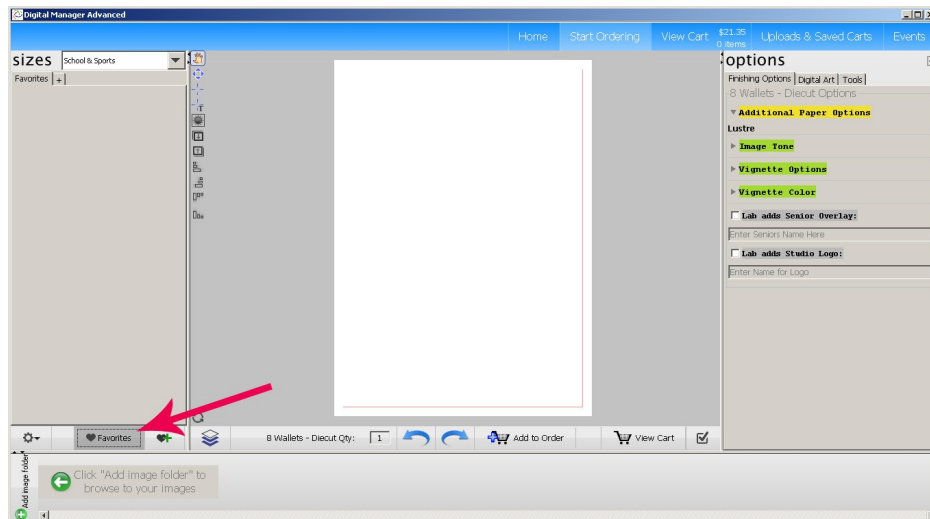 Digital Manager Advanced
Home Start Ordering View Cart $21.35 0 items Uploads & Saved Carts Events
sizes School & Sports
Favorites +
options
Finishing Options Digital Art Tools
8 Wallets - Diecut Options
Additional Paper Options
Lustre
Image Tone
Vignette Options
Vignette Color
Lab adds Senior Overlay:
Enter Seniors Name Here
Lab adds Studio Logo:
Enter Name for Logo
Favorites
8 Wallets - Diecut Qty: 1
Add to Order
View Cart
Add image folder
Click "Add image folder" to
browse to your images